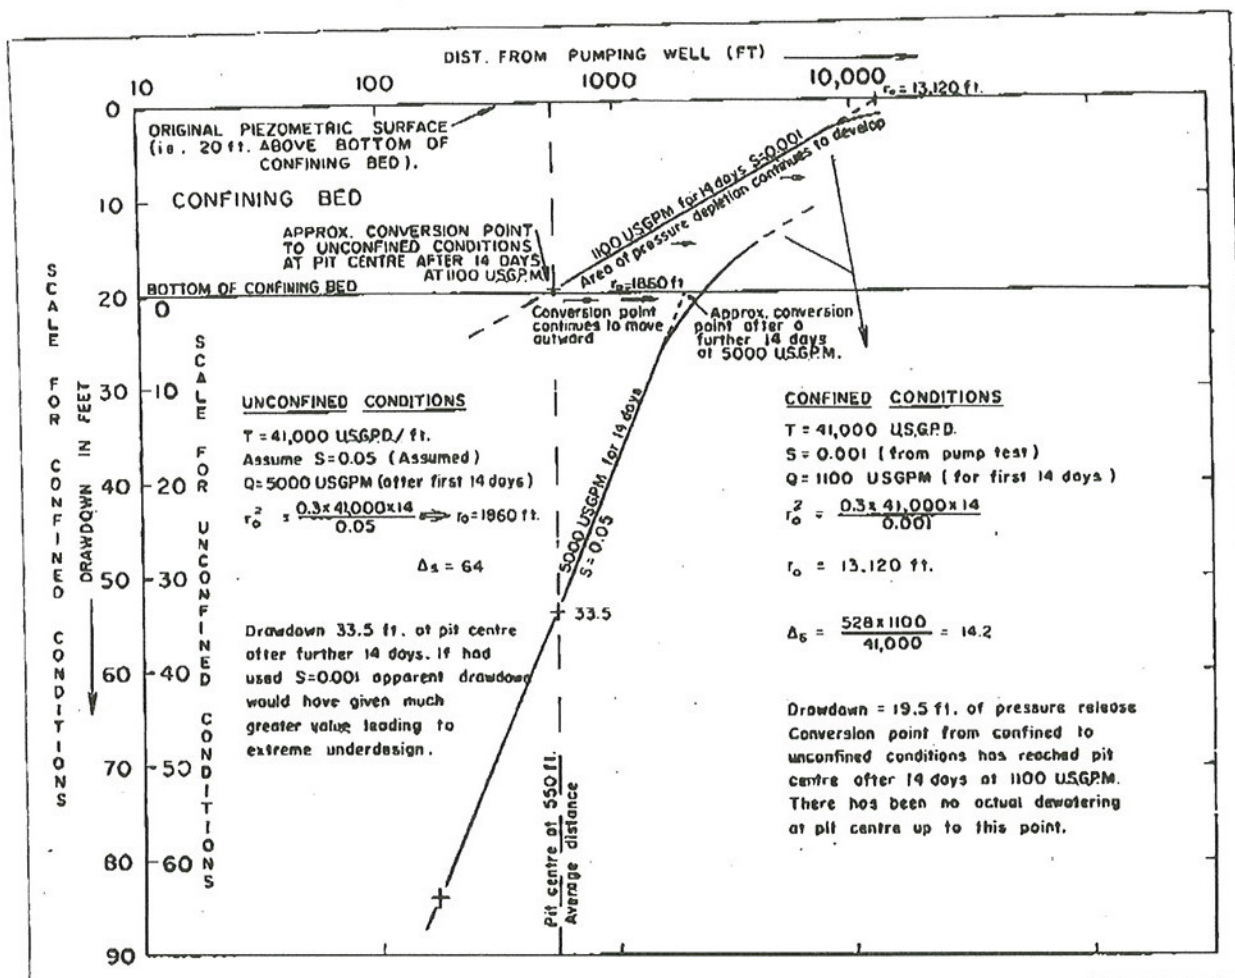 DIST. FROM PUMPING WELL (FT)
10 100 1000 10,000
r₀ = 13,120 ft.
0
ORIGINAL PIEZOMETRIC SURFACE
(i.e. 20 ft. ABOVE BOTTOM OF
CONFINING BED).
CONFINING BED
10
APPROX. CONVERSION POINT
TO UNCONFINED CONDITIONS
AT PIT CENTRE AFTER 14 DAYS
AT 1100 USGPM
1100 USGPM for 14 days S=0.001
Area of pressure depletion continues to develop
BOTTOM OF CONFINING BED
20
0
r₀=1860 ft
Conversion point
continues to move
outward
Approx. conversion
point after a
further 14 days
at 5000 U.S.G.P.M.
SCALE FOR CONFINED CONDITIONS
DRAWDOWN IN FEET
SCALE FOR UNCONFINED CONDITIONS
30 10
40 20
50 30
60 40
70 50
80 60
90
UNCONFINED CONDITIONS
T = 41,000 U.S.G.P.D./ ft.
Assume S=0.05 (Assumed)
Q= 5000 USGPM (after first 14 days)
r₀² = 0.3 x 41,000 x 14 / 0.05 ⇒ r₀=1860 ft.
Δs = 64
Drawdown 33.5 ft. at pit centre
after further 14 days. If had
used S=0.001 apparent drawdown
would have given much
greater value leading to
extreme underdesign.
5000 USGPM for 14 days
S = 0.05
33.5
Pit centre at 550 ft.
Average distance
CONFINED CONDITIONS
T = 41,000 U.S.G.P.D.
S = 0.001 (from pump test)
Q = 1100 USGPM (for first 14 days)
r₀² = 0.3 x 41,000 x 14 / 0.001
r₀ = 13,120 ft.
Δs = 528 x 1100 / 41,000 = 14.2
Drawdown = 19.5 ft. of pressure release
Conversion point from confined to
unconfined conditions has reached pit
centre after 14 days at 1100 USGPM.
There has been no actual dewatering
at pit centre up to this point.